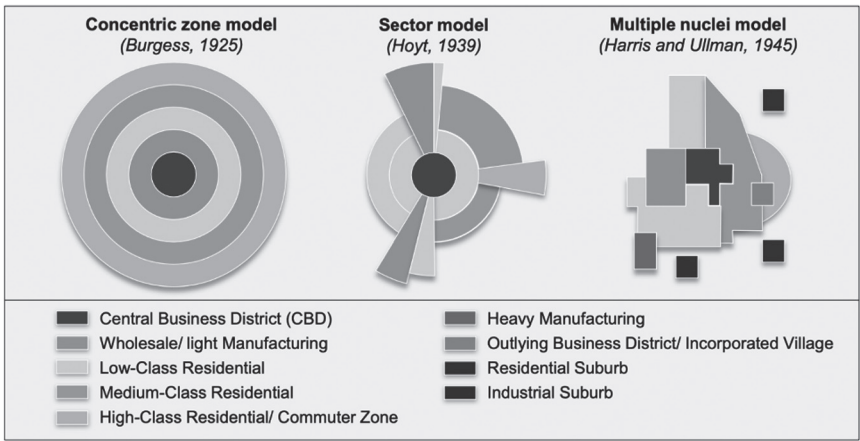 Concentric zone model
(Burgess, 1925)
Sector model
(Hoyt, 1939)
Multiple nuclei model
(Harris and Ullman, 1945)
Central Business District (CBD)
Wholesale/ light Manufacturing
Low-Class Residential
Medium-Class Residential
High-Class Residential/ Commuter Zone
Heavy Manufacturing
Outlying Business District/ Incorporated Village
Residential Suburb
Industrial Suburb